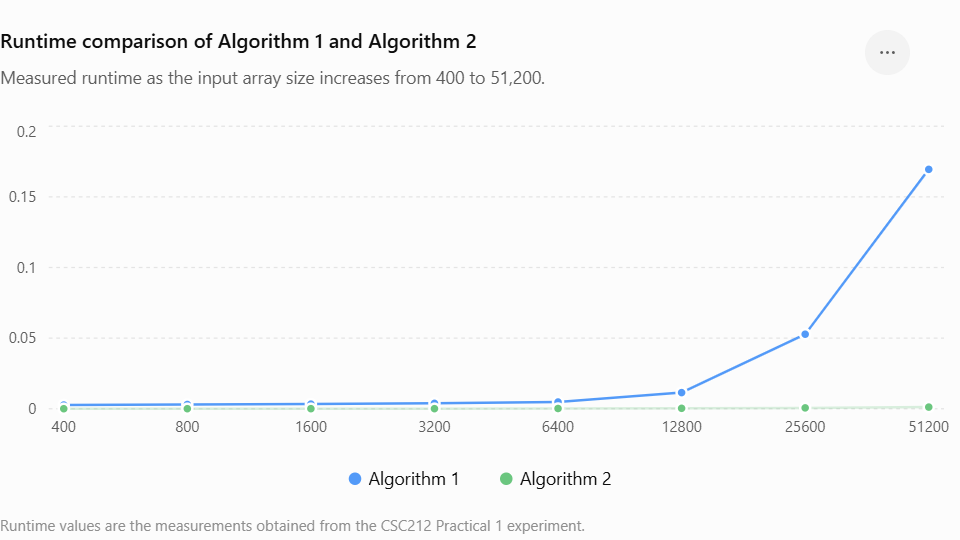 Runtime comparison of Algorithm 1 and Algorithm 2
Measured runtime as the input array size increases from 400 to 51,200.
0.2
0.15
0.1
0.05
0
400 800 1600 3200 6400 12800 25600 51200
Algorithm 1 Algorithm 2
Runtime values are the measurements obtained from the CSC212 Practical 1 experiment.